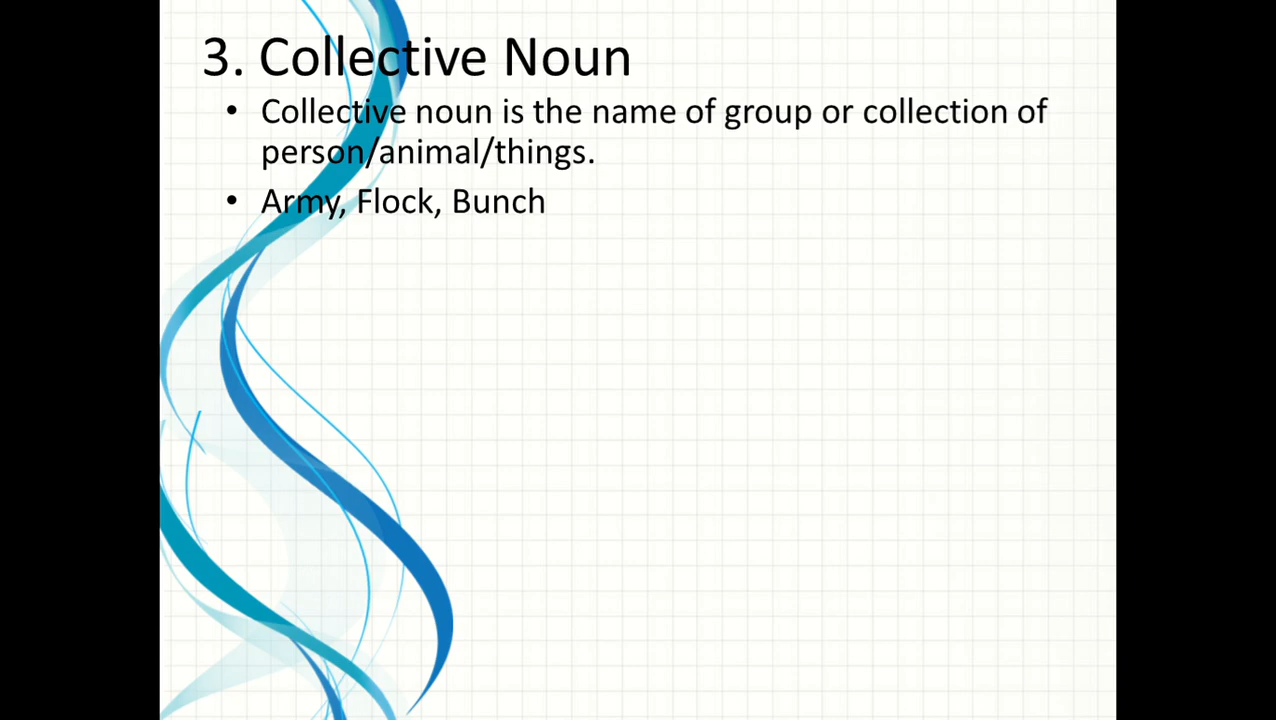 3. Collective Noun
• Collective noun is the name of group or collection of
person/animal/things.
• Army, Flock, Bunch